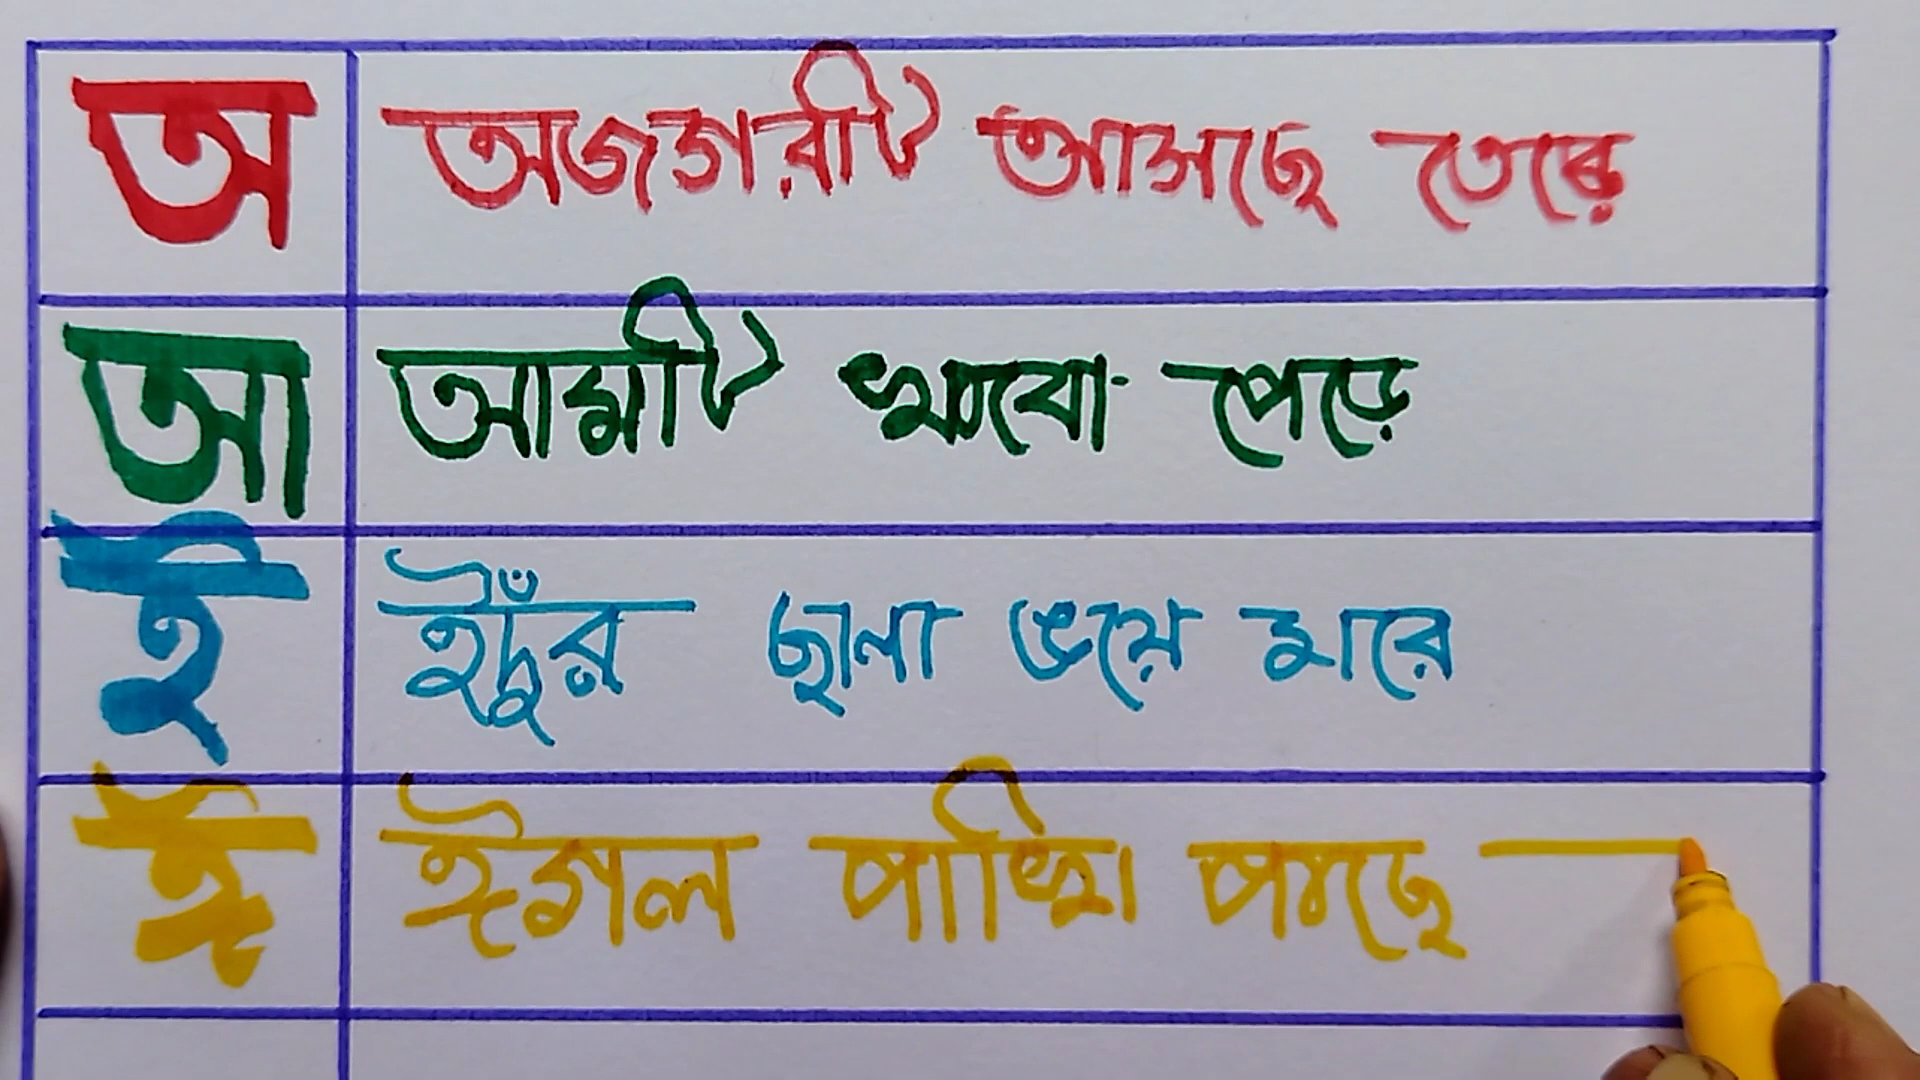 অ অজগরটি আসছে তেড়ে
আ আমটি খাবো পেড়ে
ই ইঁদুর ছানা ভয়ে মরে
ঈ ঈগল পাখি পাছে